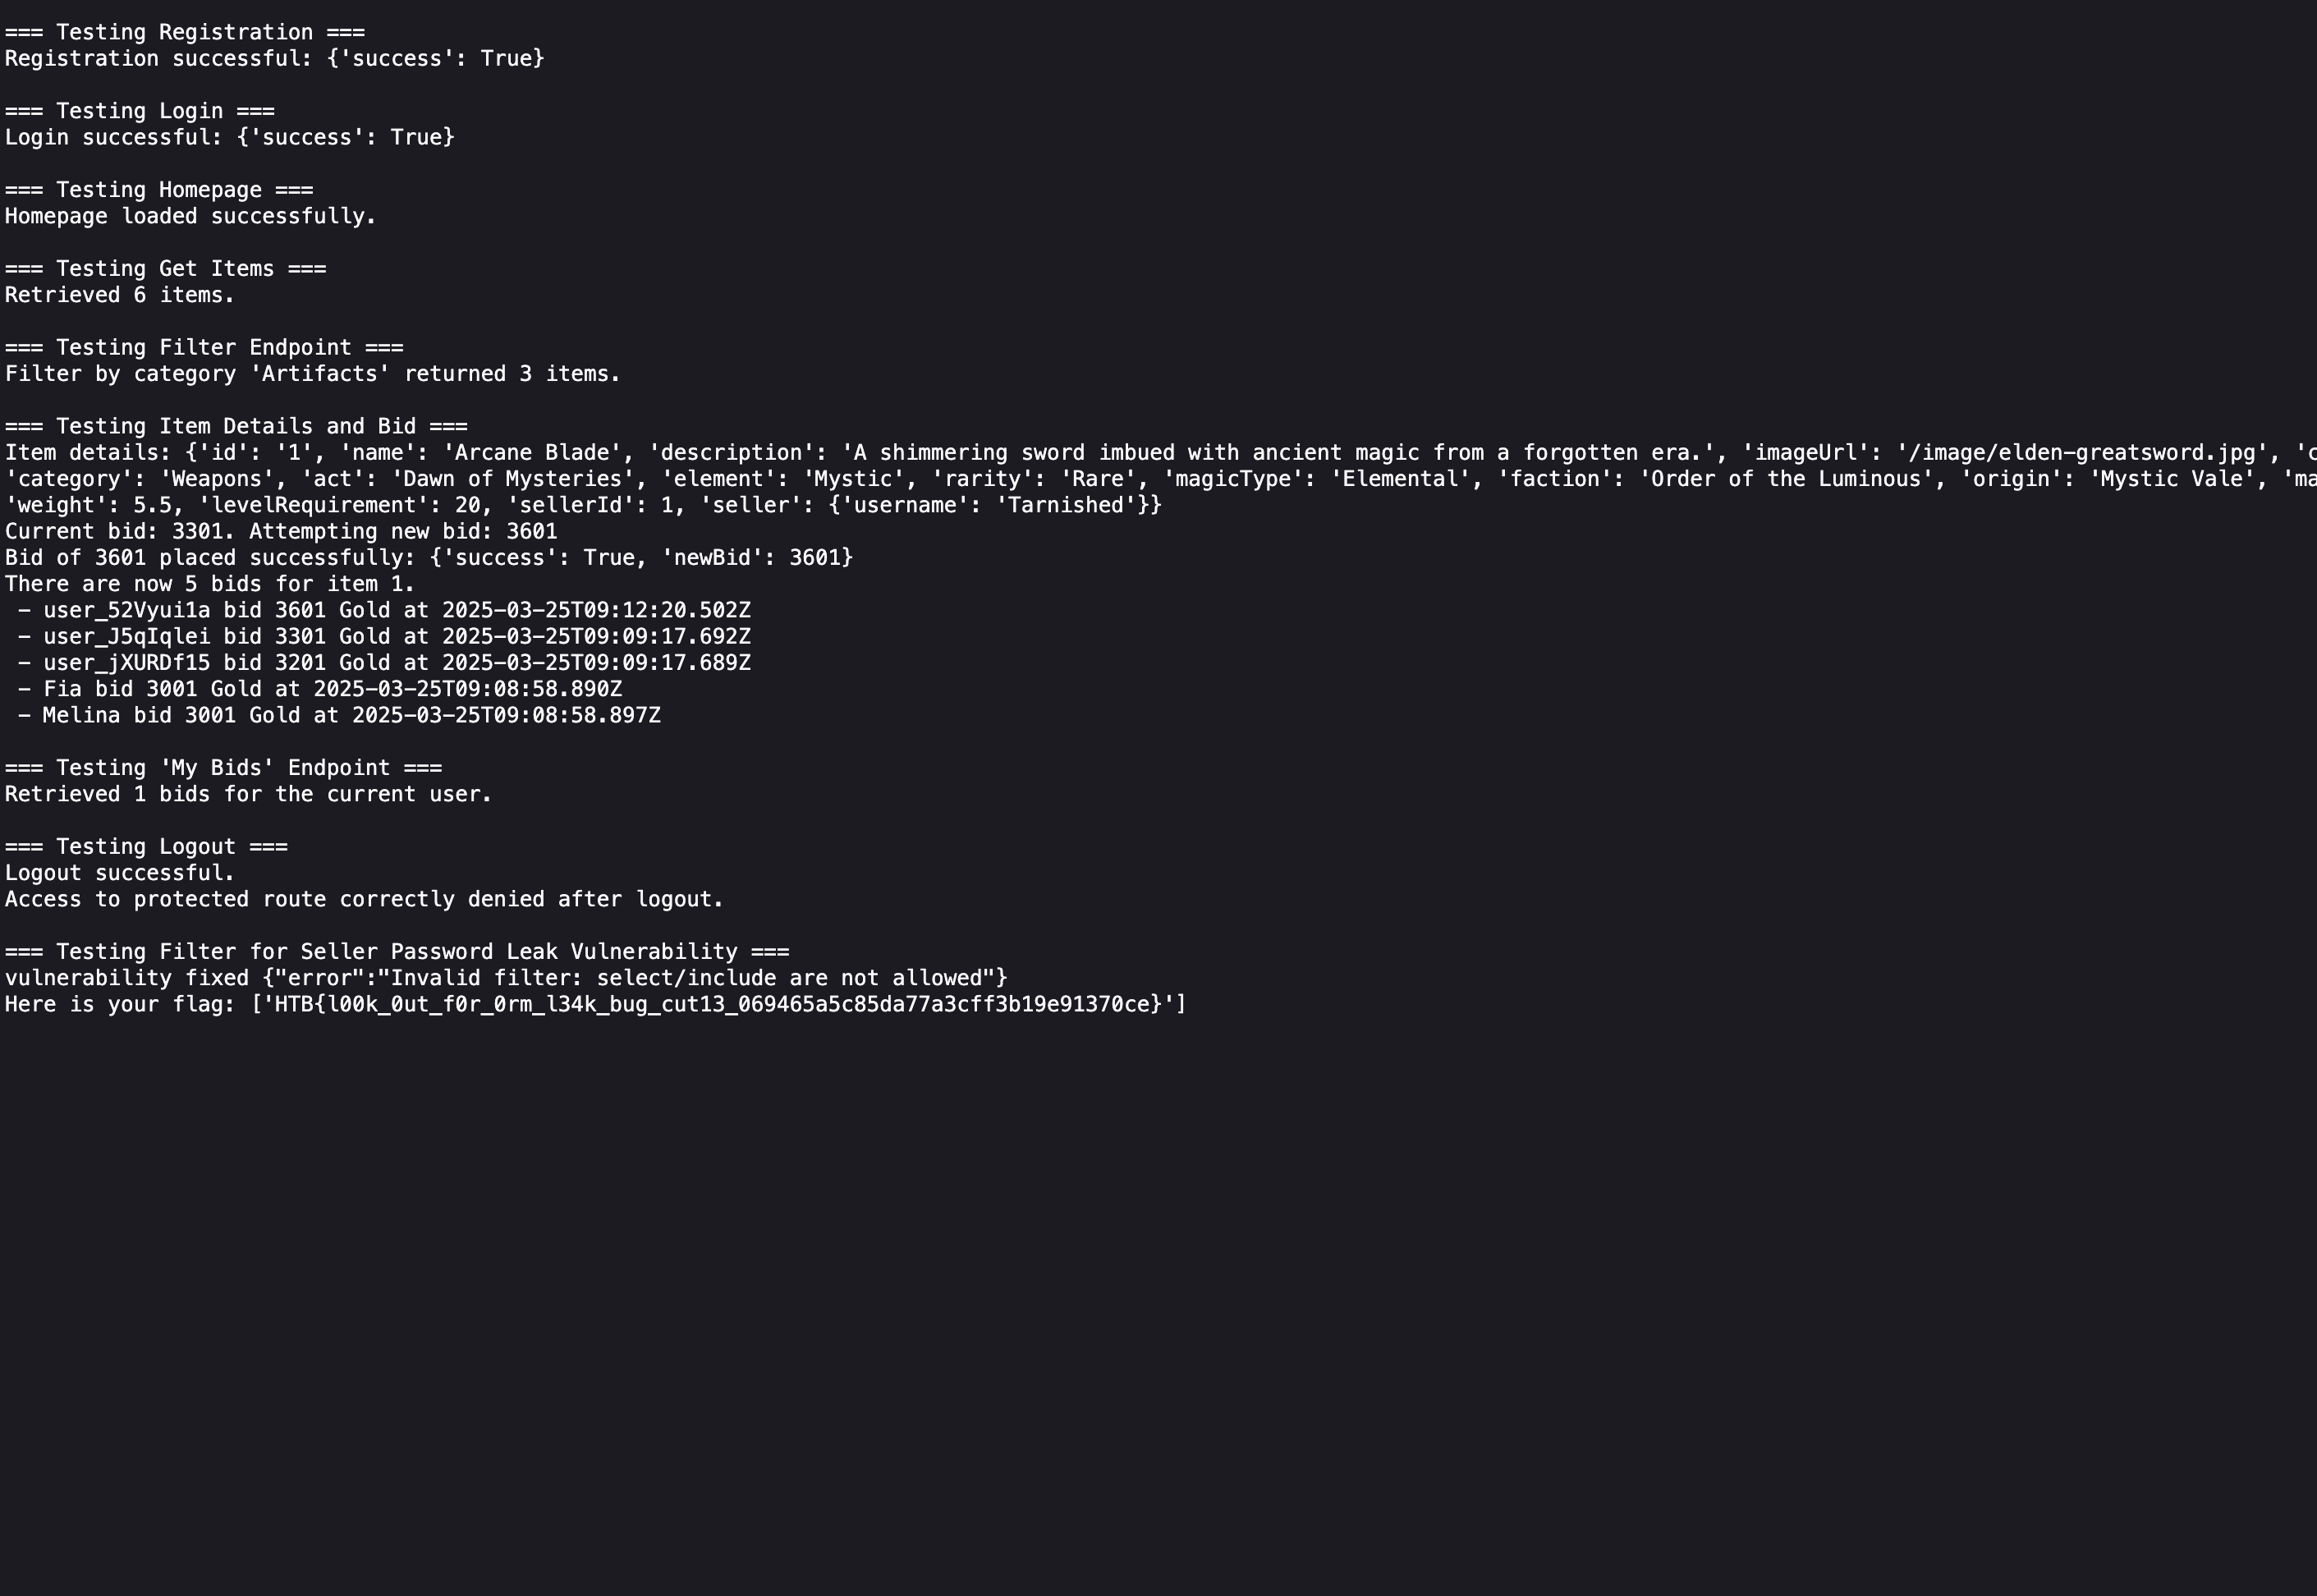 === Testing Registration ===
Registration successful: {'success': True}
=== Testing Login ===
Login successful: {'success': True}
=== Testing Homepage ===
Homepage loaded successfully.
=== Testing Get Items ===
Retrieved 6 items.
=== Testing Filter Endpoint ===
Filter by category 'Artifacts' returned 3 items.
=== Testing Item Details and Bid ===
Item details: {'id': '1', 'name': 'Arcane Blade', 'description': 'A shimmering sword imbued with ancient magic from a forgotten era.', 'imageUrl': '/image/elden-greatsword.jpg',
'category': 'Weapons', 'act': 'Dawn of Mysteries', 'element': 'Mystic', 'rarity': 'Rare', 'magicType': 'Elemental', 'faction': 'Order of the Luminous', 'origin': 'Mystic Vale', 'ma
'weight': 5.5, 'levelRequirement': 20, 'sellerId': 1, 'seller': {'username': 'Tarnished'}}
Current bid: 3301. Attempting new bid: 3601
Bid of 3601 placed successfully: {'success': True, 'newBid': 3601}
There are now 5 bids for item 1.
– user_52Vyui1a bid 3601 Gold at 2025-03-25T09:12:20.502Z
– user_J5qIqlei bid 3301 Gold at 2025-03-25T09:09:17.692Z
– user_jXURDf15 bid 3201 Gold at 2025-03-25T09:09:17.689Z
– Fia bid 3001 Gold at 2025-03-25T09:08:58.890Z
– Melina bid 3001 Gold at 2025-03-25T09:08:58.897Z
=== Testing 'My Bids' Endpoint ===
Retrieved 1 bids for the current user.
=== Testing Logout ===
Logout successful.
Access to protected route correctly denied after logout.
=== Testing Filter for Seller Password Leak Vulnerability ===
vulnerability fixed {"error":"Invalid filter: select/include are not allowed"}
Here is your flag: ['HTB{l00k_0ut_f0r_0rm_l34k_bug_cut13_069465a5c85da77a3cff3b19e91370ce}']